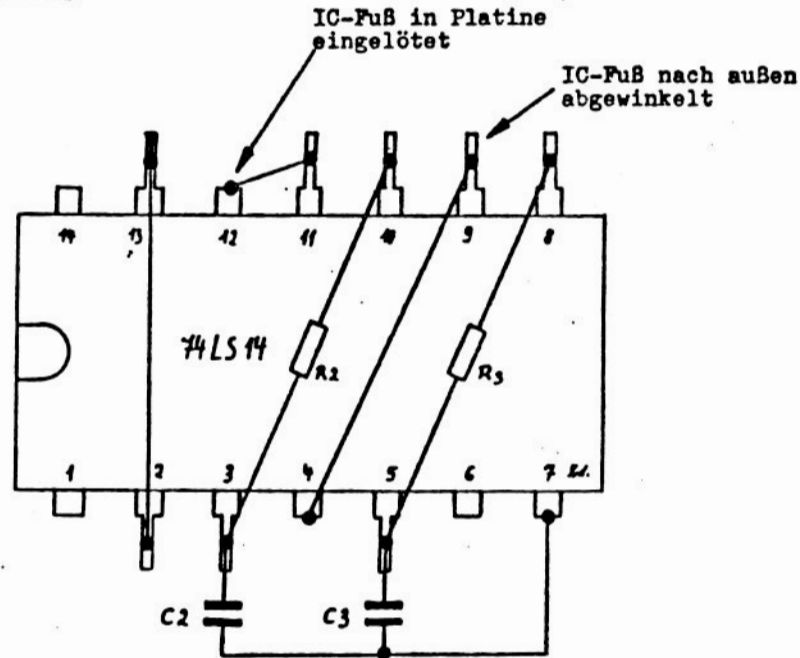 IC-Fuß in Platine
eingelötet
IC-Fuß nach außen
abgewinkelt
14 13 12 11 10 9 8
74LS14
R2
R3
1 2 3 4 5 6 7
C2
C3